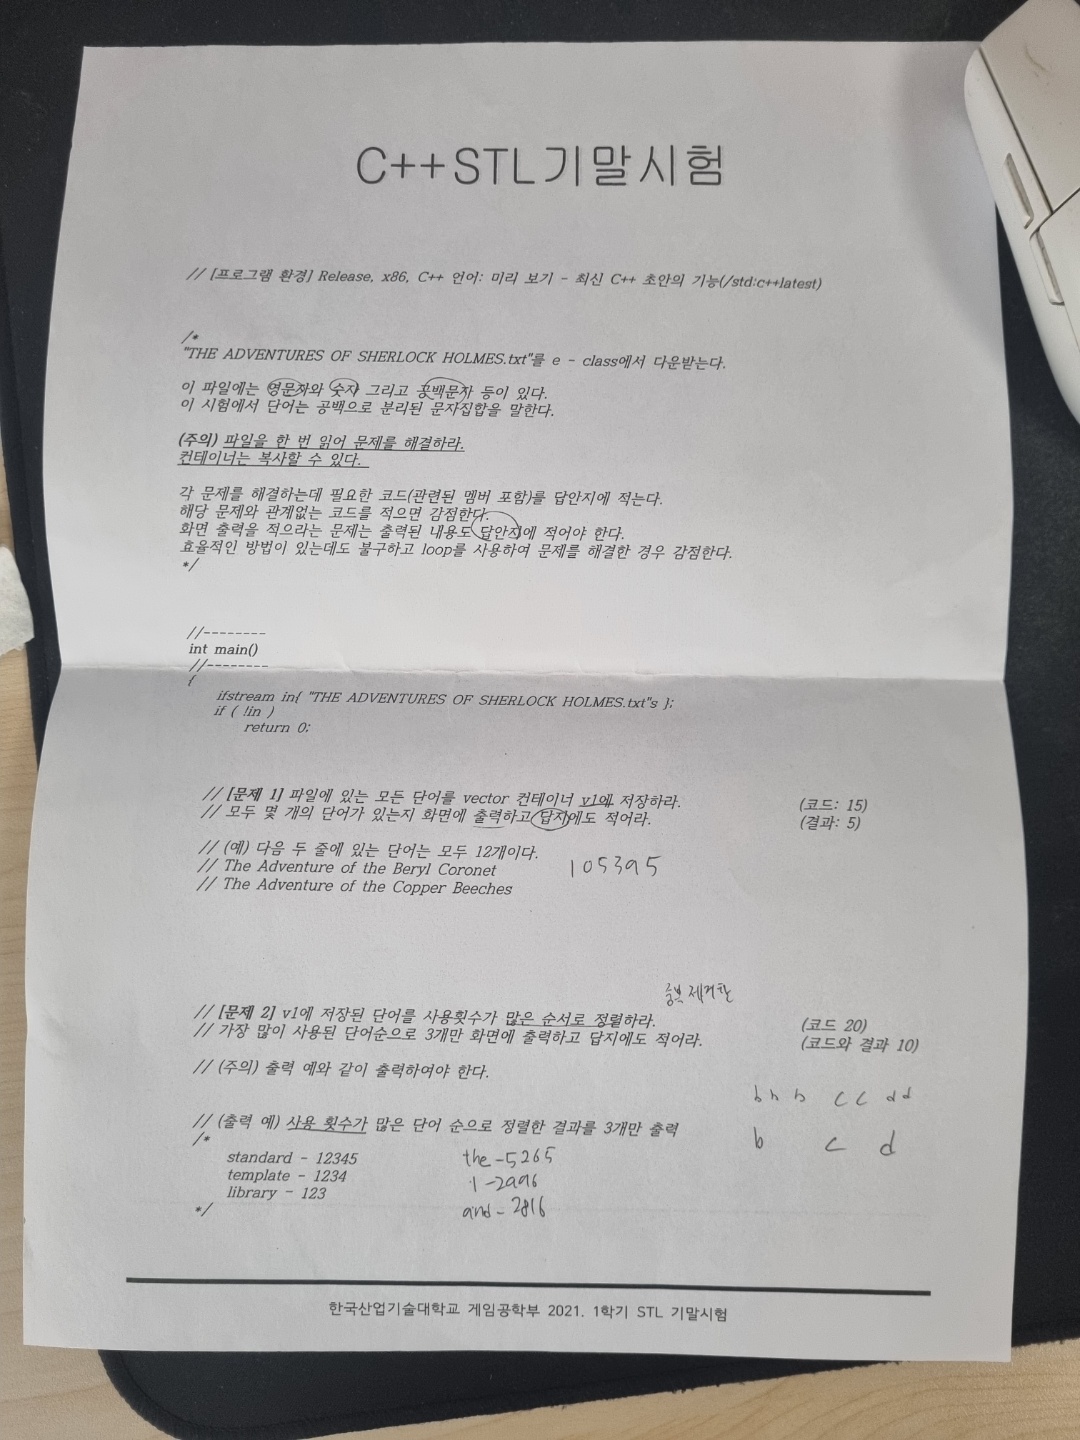 C++STL기말시험
// [프로그램 환경] Release, x86, C++ 언어: 미리 보기 - 최신 C++ 초안의 기능(/std:c++latest)
/*
"THE ADVENTURES OF SHERLOCK HOLMES.txt"를 e - class에서 다운받는다.
이 파일에는 영문자와 숫자 그리고 공백문자 등이 있다.
이 시험에서 단어는 공백으로 분리된 문자집합을 말한다.
(주의) 파일을 한 번 읽어 문제를 해결하라.
컨테이너는 복사할 수 있다.
각 문제를 해결하는데 필요한 코드(관련된 멤버 포함)를 답안지에 적는다.
해당 문제와 관계없는 코드를 적으면 감점한다.
화면 출력을 적으라는 문제는 출력된 내용도 답안지에 적어야 한다.
효율적인 방법이 있는데도 불구하고 loop를 사용하여 문제를 해결한 경우 감점한다.
*/
//--------
int main()
//--------
{
ifstream in{ "THE ADVENTURES OF SHERLOCK HOLMES.txt"s };
if ( !in )
return 0;
// [문제 1] 파일에 있는 모든 단어를 vector 컨테이너 v1에 저장하라. (코드: 15)
// 모두 몇 개의 단어가 있는지 화면에 출력하고 답지에도 적어라. (결과: 5)
// (예) 다음 두 줄에 있는 단어는 모두 12개이다.
// The Adventure of the Beryl Coronet 105395
// The Adventure of the Copper Beeches
중복 제거한
// [문제 2] v1에 저장된 단어를 사용횟수가 많은 순서로 정렬하라. (코드 20)
// 가장 많이 사용된 단어순으로 3개만 화면에 출력하고 답지에도 적어라. (코드와 결과 10)
// (주의) 출력 예와 같이 출력하여야 한다.
b b b c c d d
// (출력 예) 사용 횟수가 많은 단어 순으로 정렬한 결과를 3개만 출력
/* b c d
standard - 12345 the - 5265
template - 1234 i - 2996
library - 123 and - 2816
*/
한국산업기술대학교 게임공학부 2021. 1학기 STL 기말시험